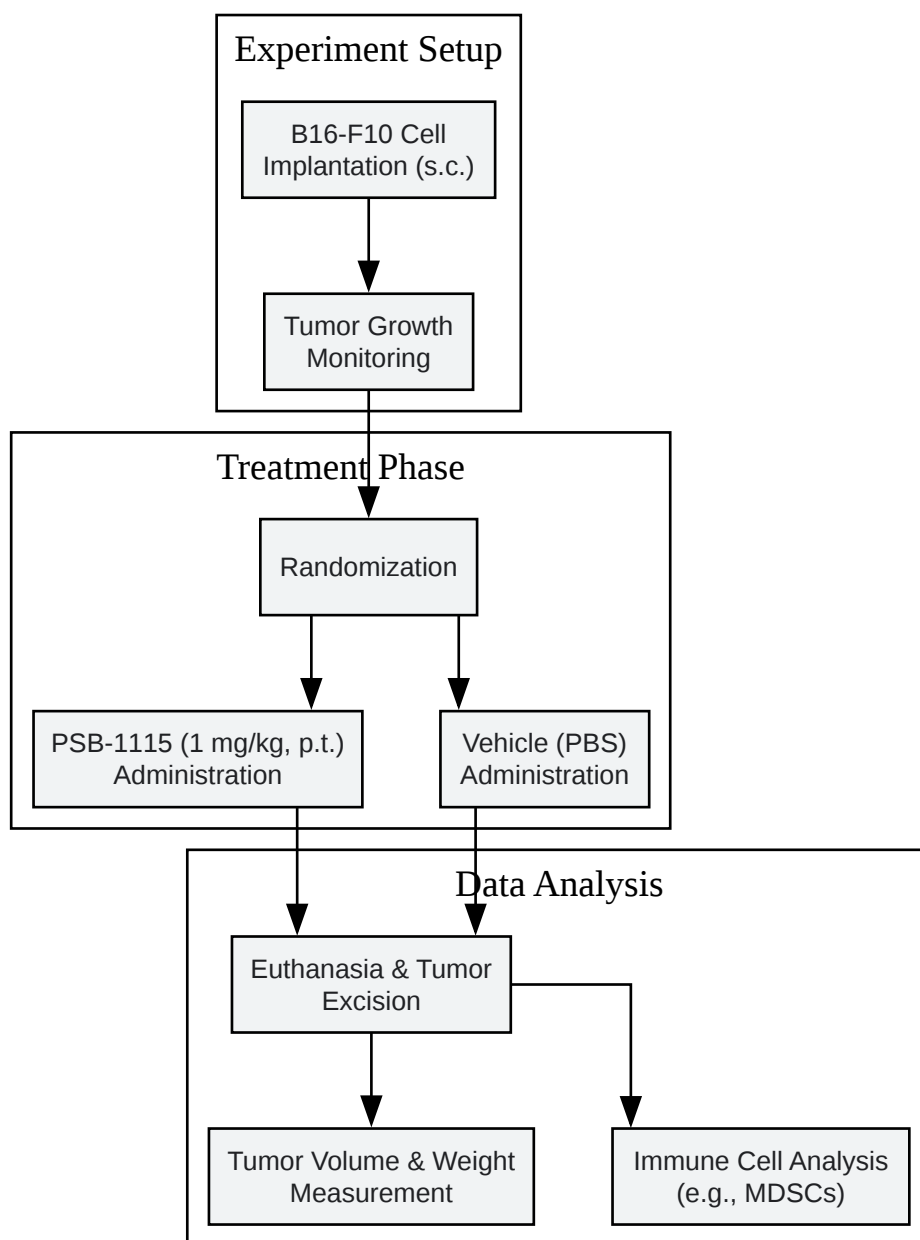 Experiment Setup
B16-F10 Cell
Implantation (s.c.)
Tumor Growth
Monitoring
Treatment Phase
Randomization
PSB-1115 (1 mg/kg, p.t.)
Administration
Vehicle (PBS)
Administration
Data Analysis
Euthanasia & Tumor
Excision
Tumor Volume & Weight
Measurement
Immune Cell Analysis
(e.g., MDSCs)